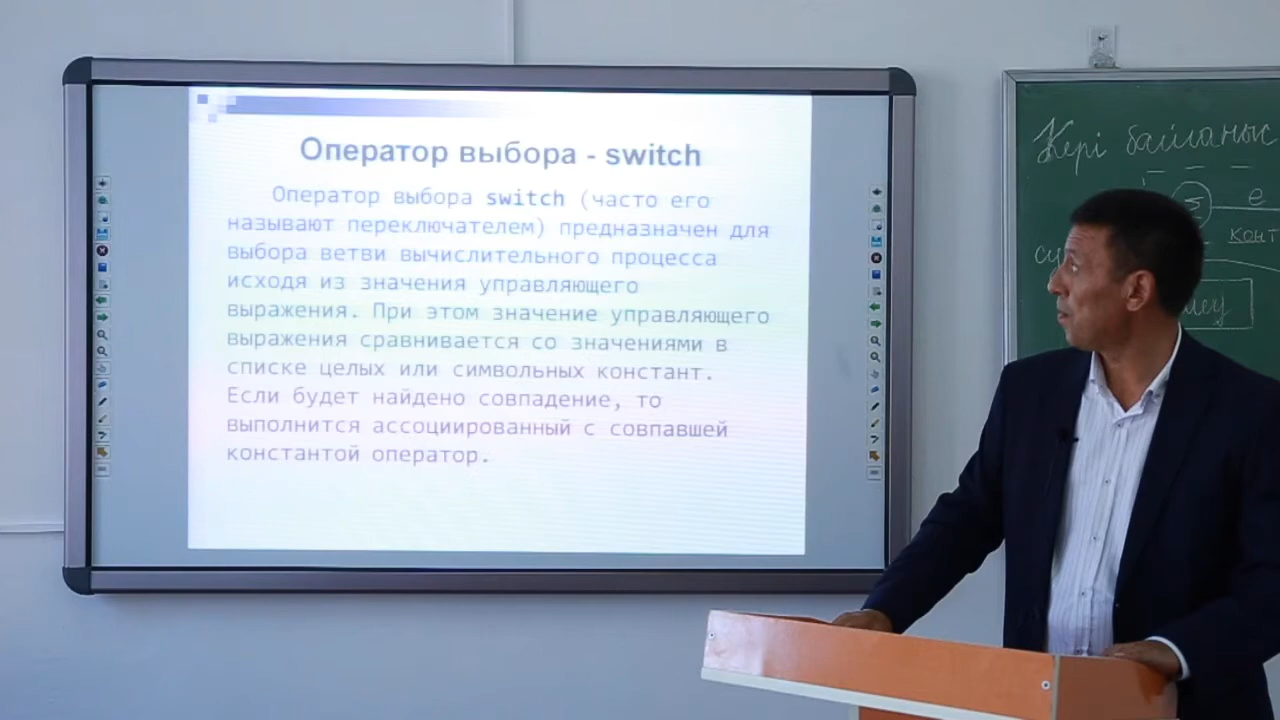 Оператор выбора - switch
Оператор выбора switch (часто его
называют переключателем) предназначен для
выбора ветви вычислительного процесса
исходя из значения управляющего
выражения. При этом значение управляющего
выражения сравнивается со значениями в
списке целых или символьных констант.
Если будет найдено совпадение, то
выполнится ассоциированный с совпавшей
константой оператор.
Кері байланыс
е
конт